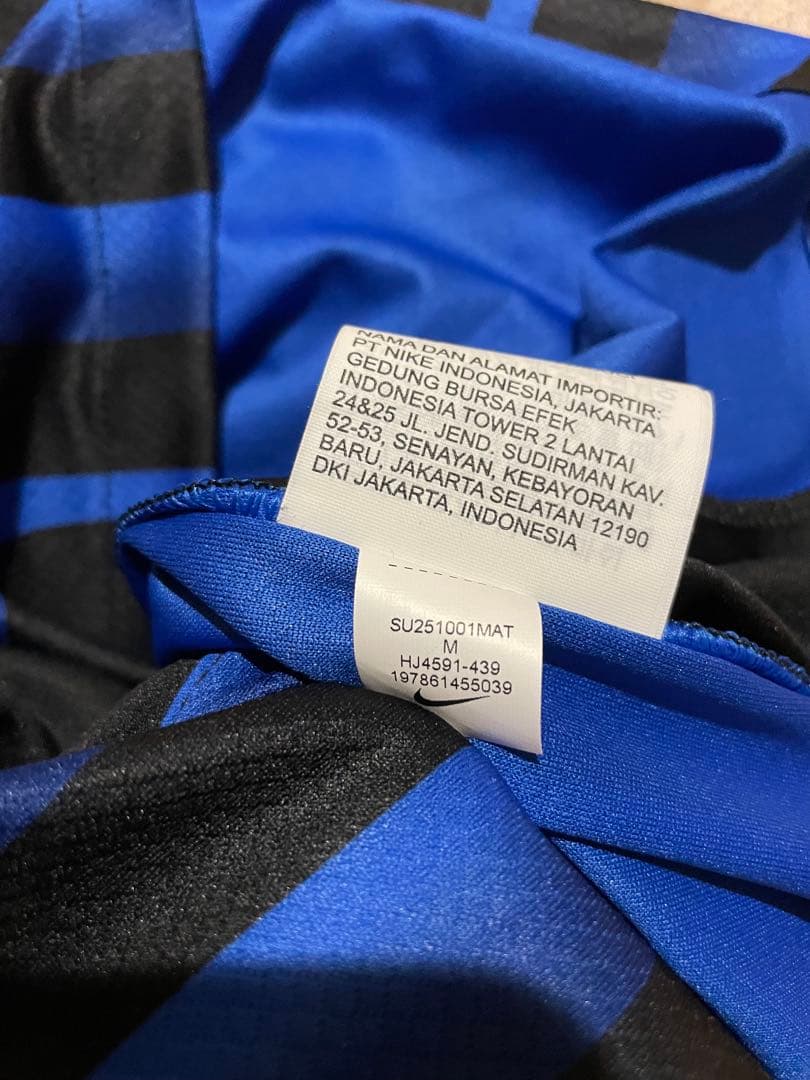 NAMA DAN ALAMAT IMPORTIR:
PT NIKE INDONESIA, JAKARTA
GEDUNG BURSA EFEK
INDONESIA TOWER 2 LANTAI
24&25 JL. JEND. SUDIRMAN KAV.
52-53, SENAYAN, KEBAYORAN
BARU, JAKARTA SELATAN 12190
DKI JAKARTA, INDONESIA
SU251001MAT
M
HJ4591-439
197861455039